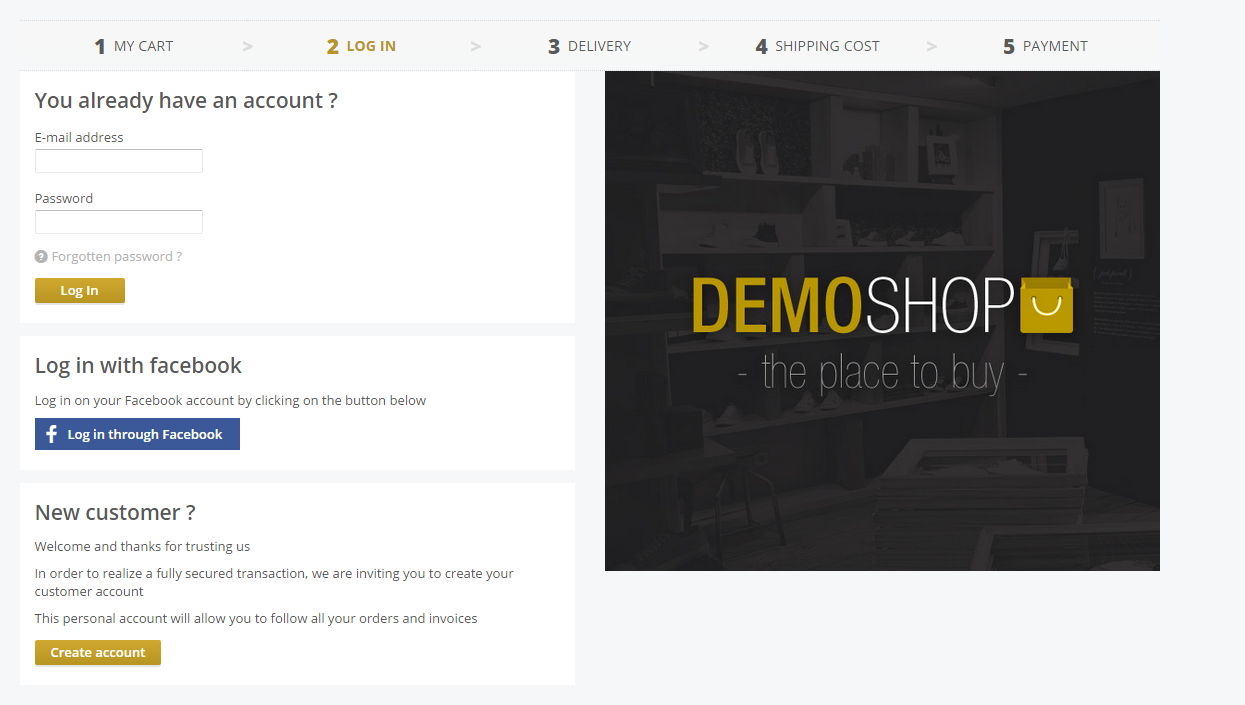 1 MY CART > 2 LOG IN > 3 DELIVERY > 4 SHIPPING COST > 5 PAYMENT
You already have an account ?
E-mail address
Password
? Forgotten password ?
Log In
Log in with facebook
Log in on your Facebook account by clicking on the button below
f Log in through Facebook
New customer ?
Welcome and thanks for trusting us
In order to realize a fully secured transaction, we are inviting you to create your
customer account
This personal account will allow you to follow all your orders and invoices
Create account
DEMOSHOP
- the place to buy -